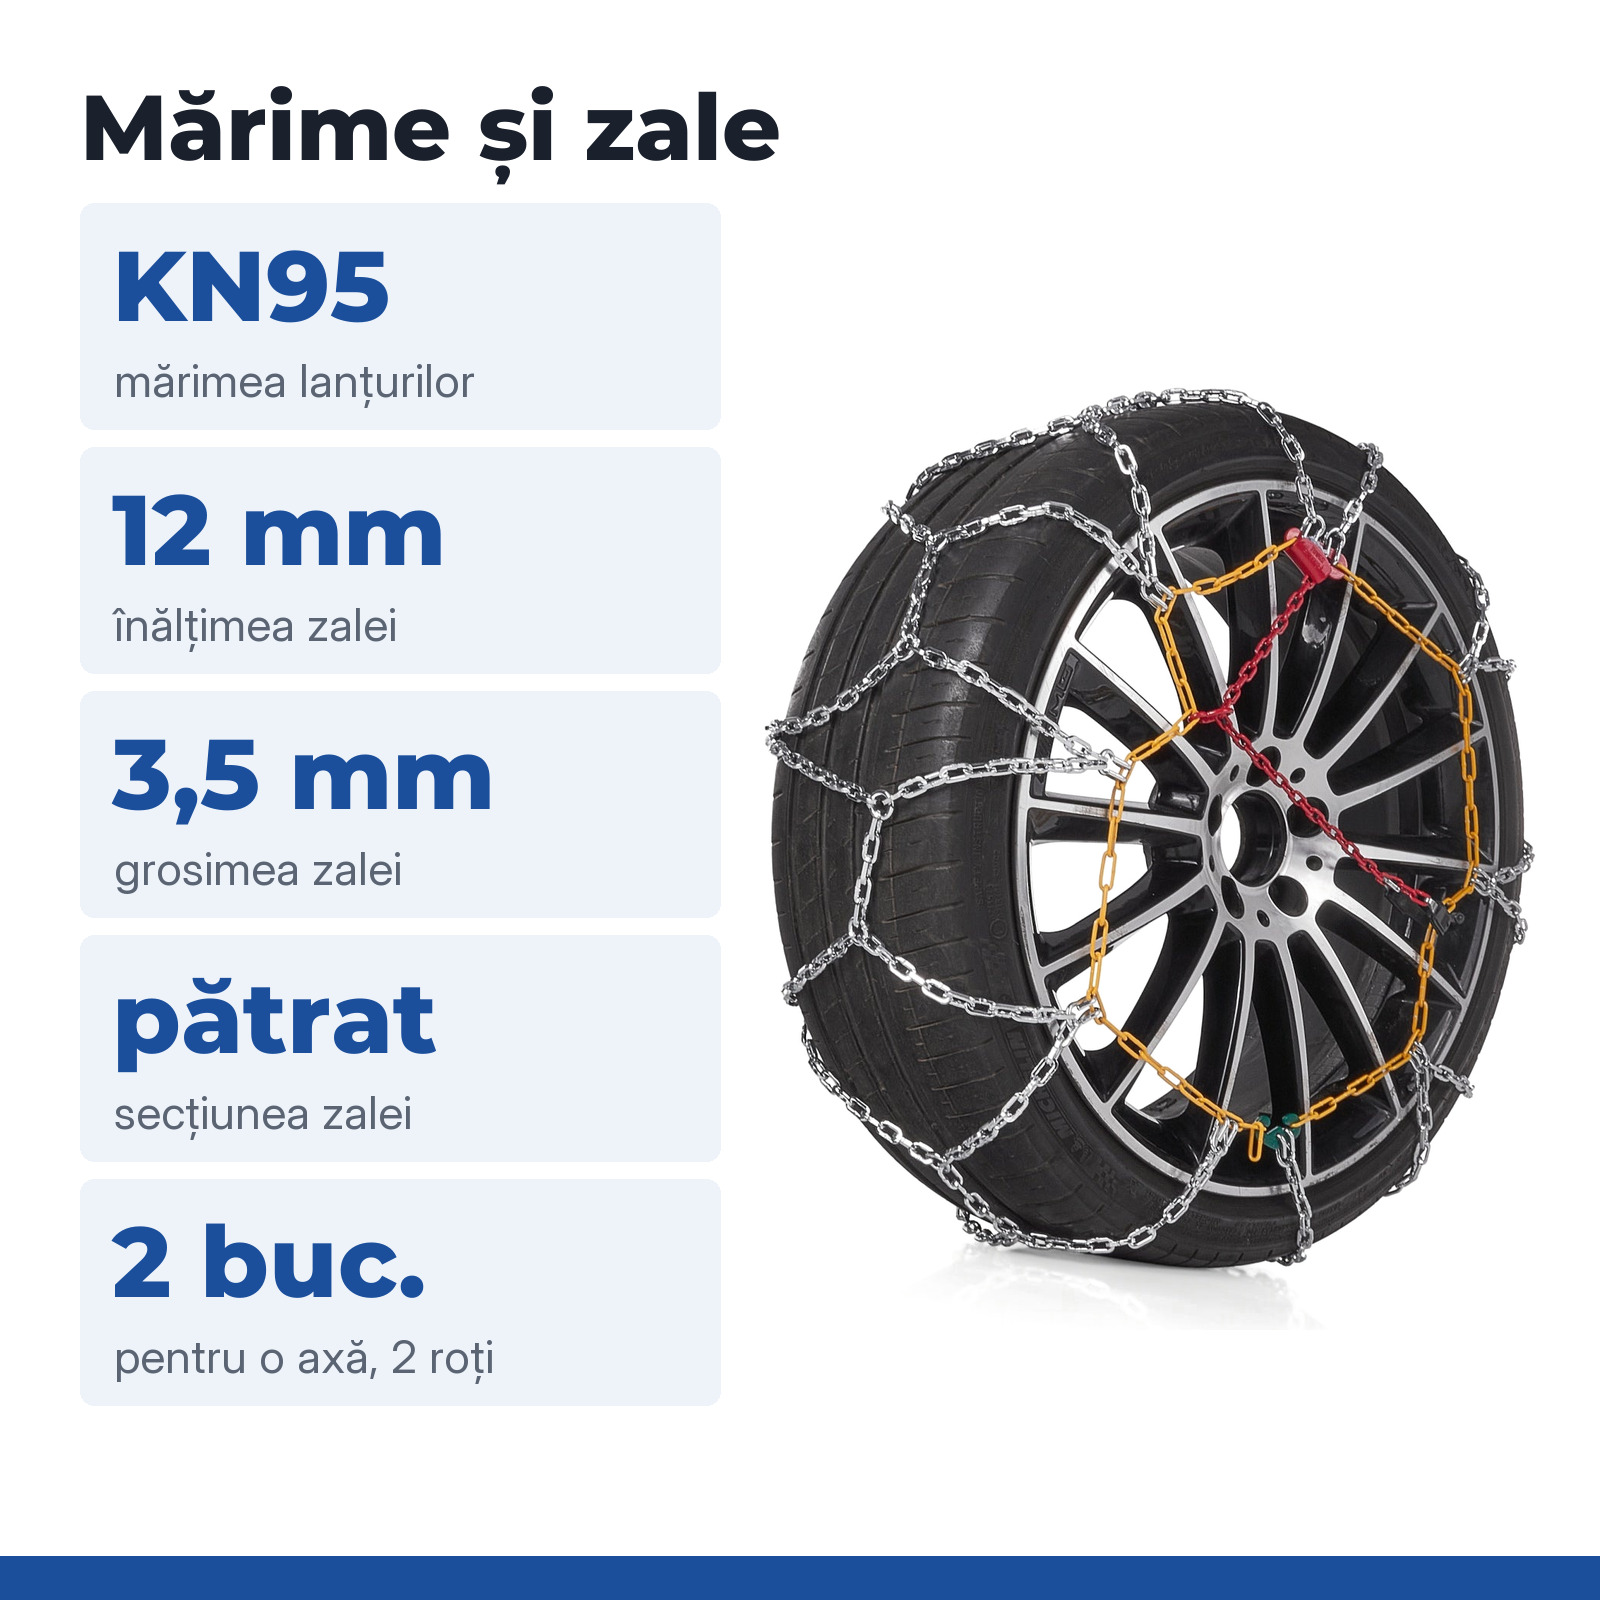 Mărime și zale
KN95
mărimea lanțurilor
12 mm
înălțimea zalei
3,5 mm
grosimea zalei
pătrat
secțiunea zalei
2 buc.
pentru o axă, 2 roți